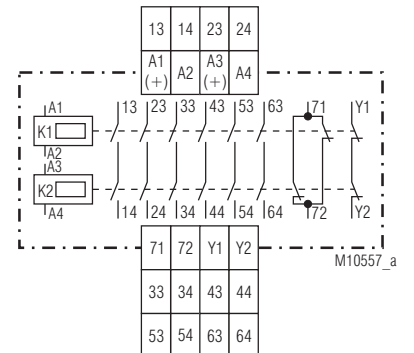 13 14 23 24
A1 (+) A2 A3 (+) A4
A1 13 23 33 43 53 63 71 Y1
K1
A2
A3
K2
A4 14 24 34 44 54 64 72 Y2
71 72 Y1 Y2
M10557_a
33 34 43 44
53 54 63 64